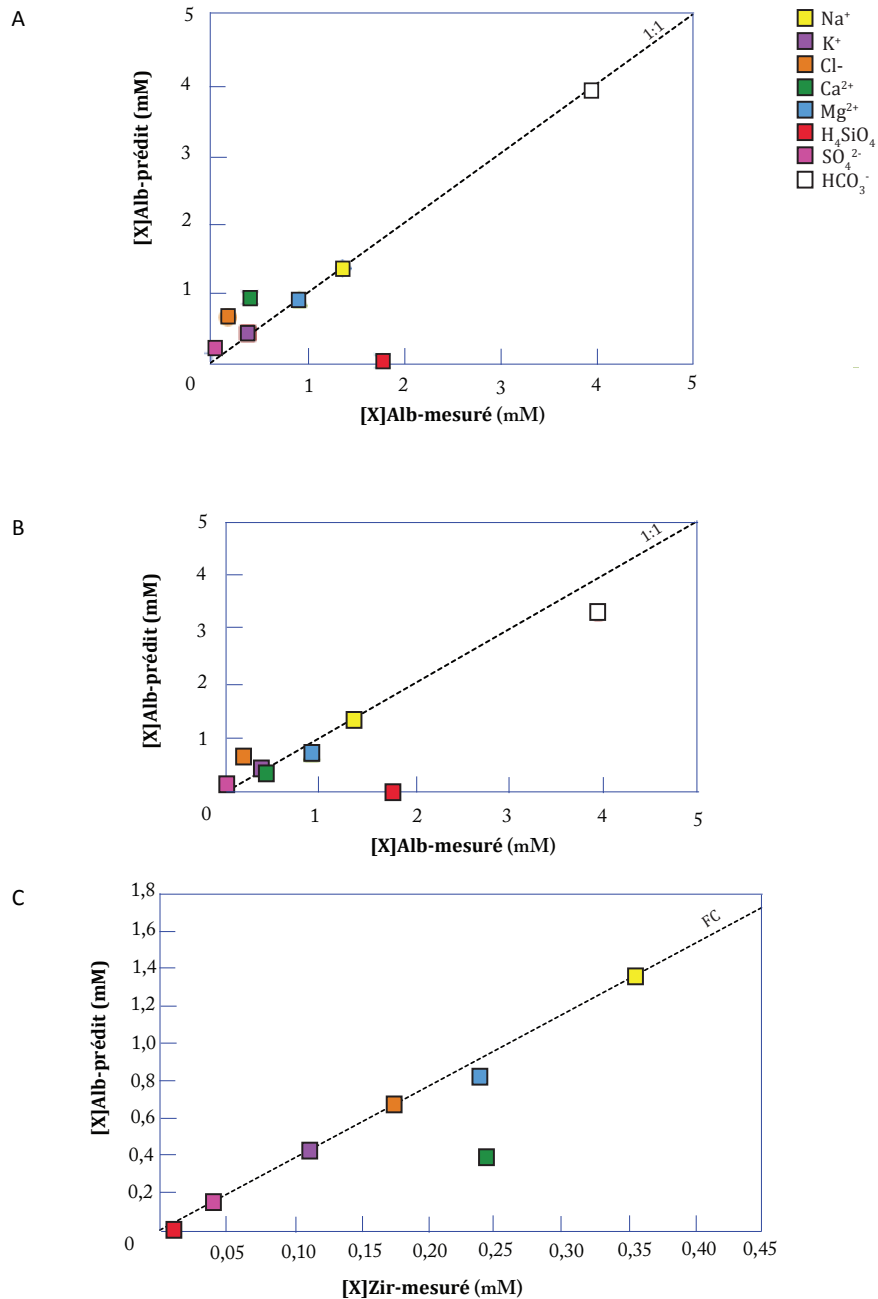 A
5
4
3
2
1
0
1
2
3
4
5
1:1
[X]Alb-prédit (mM)
[X]Alb-mesuré (mM)
Na⁺
K⁺
Cl-
Ca²⁺
Mg²⁺
H₄SiO₄
SO₄²⁻
HCO₃⁻
B
5
4
3
2
1
0
1
2
3
4
5
1:1
[X]Alb-prédit (mM)
[X]Alb-mesuré (mM)
C
1,8
1,6
1,4
1,2
1,0
0,8
0,6
0,4
0,2
0
0,05
0,10
0,15
0,20
0,25
0,30
0,35
0,40
0,45
FC
[X]Alb-prédit (mM)
[X]Zir-mesuré (mM)